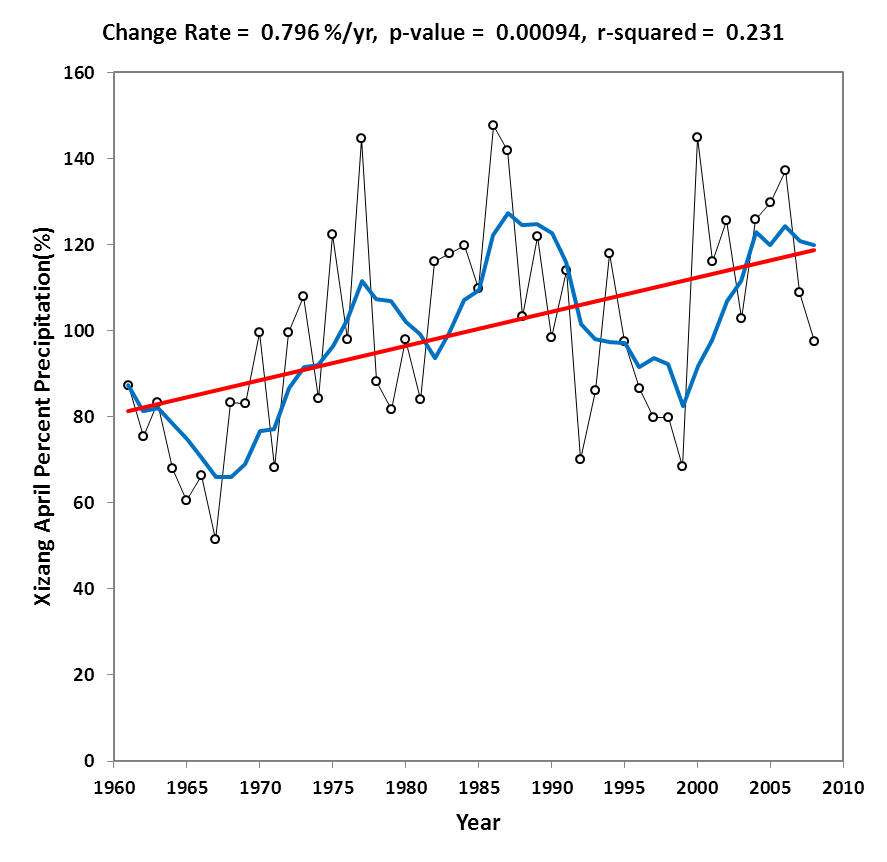 Change Rate = 0.796 %/yr, p-value = 0.00094, r-squared = 0.231
160
140
120
100
80
60
40
20
0
Xizang April Percent Precipitation(%)
1960 1965 1970 1975 1980 1985 1990 1995 2000 2005 2010
Year